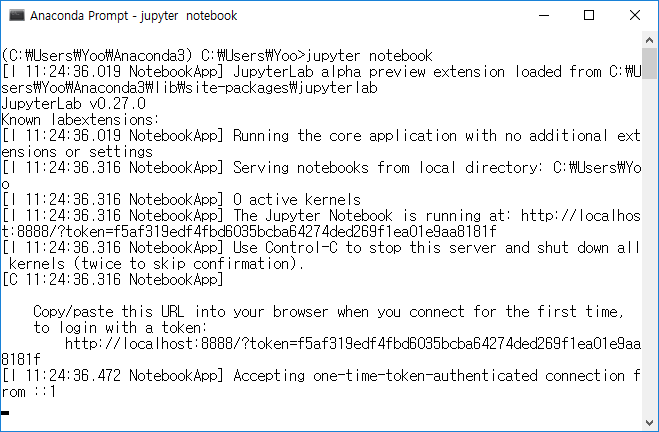 Anaconda Prompt - jupyter  notebook
(C:₩Users₩Yoo₩Anaconda3) C:₩Users₩Yoo>jupyter notebook
[I 11:24:36.019 NotebookApp] JupyterLab alpha preview extension loaded from C:₩U
sers₩Yoo₩Anaconda3₩lib₩site-packages₩jupyterlab
JupyterLab v0.27.0
Known labextensions:
[I 11:24:36.019 NotebookApp] Running the core application with no additional ext
ensions or settings
[I 11:24:36.316 NotebookApp] Serving notebooks from local directory: C:₩Users₩Yo
o
[I 11:24:36.316 NotebookApp] 0 active kernels
[I 11:24:36.316 NotebookApp] The Jupyter Notebook is running at: http://localhos
t:8888/?token=f5af319edf4fbd6035bcba64274ded269f1ea01e9aa8181f
[I 11:24:36.316 NotebookApp] Use Control-C to stop this server and shut down all
 kernels (twice to skip confirmation).
[C 11:24:36.316 NotebookApp]
    Copy/paste this URL into your browser when you connect for the first time,
    to login with a token:
        http://localhost:8888/?token=f5af319edf4fbd6035bcba64274ded269f1ea01e9aa
8181f
[I 11:24:36.472 NotebookApp] Accepting one-time-token-authenticated connection f
rom ::1